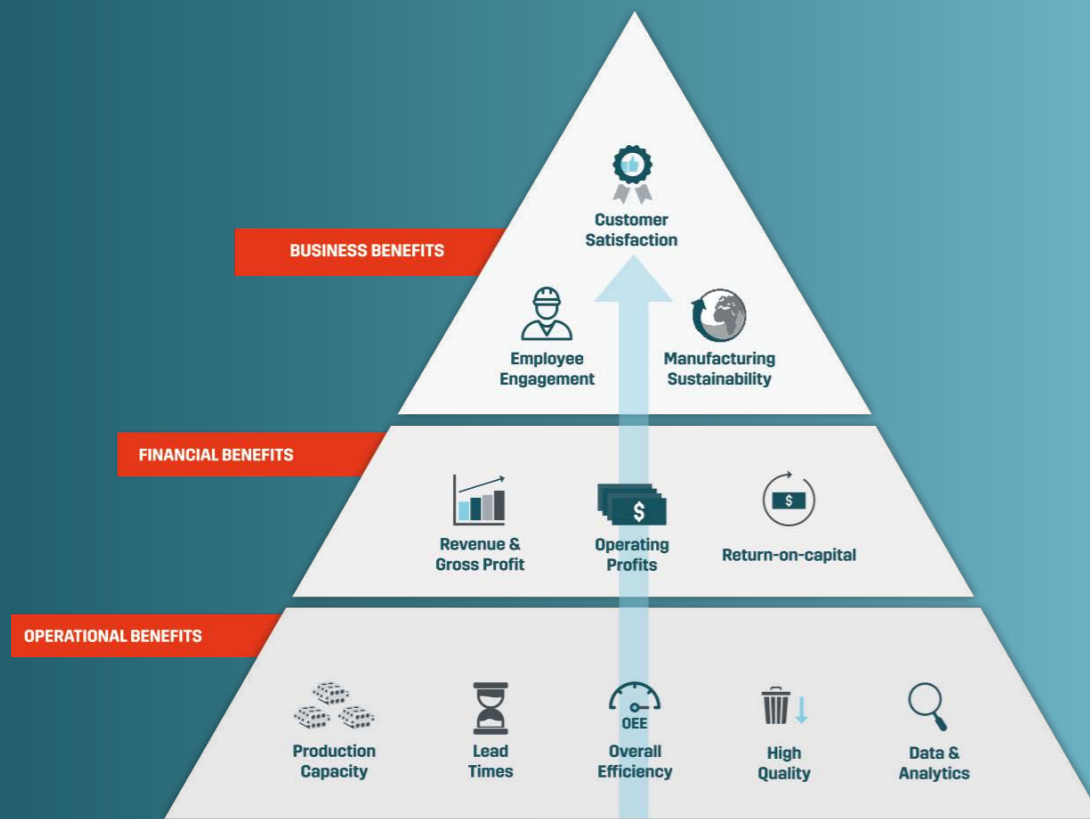 Customer
Satisfaction
BUSINESS BENEFITS
Employee
Engagement
Manufacturing
Sustainability
FINANCIAL BENEFITS
$
$
Revenue &
Gross Profit
Operating
Profits
Return-on-capital
OPERATIONAL BENEFITS
OEE
Production
Capacity
Lead
Times
Overall
Efficiency
High
Quality
Data &
Analytics